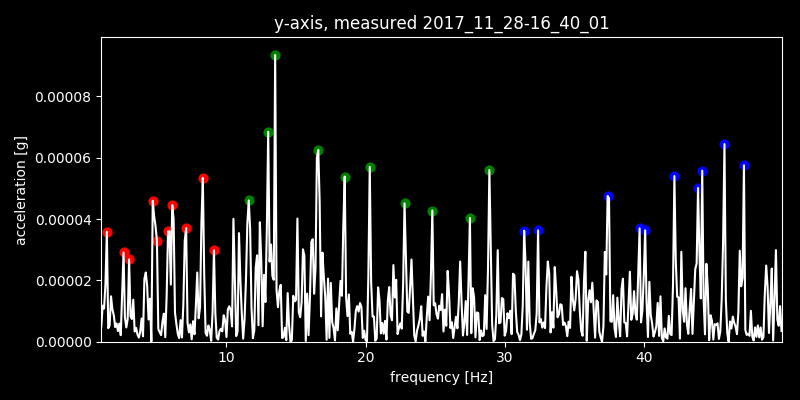 y-axis, measured 2017_11_28-16_40_01
acceleration [g]
0.00008
0.00006
0.00004
0.00002
0.00000
10 20 30 40
frequency [Hz]